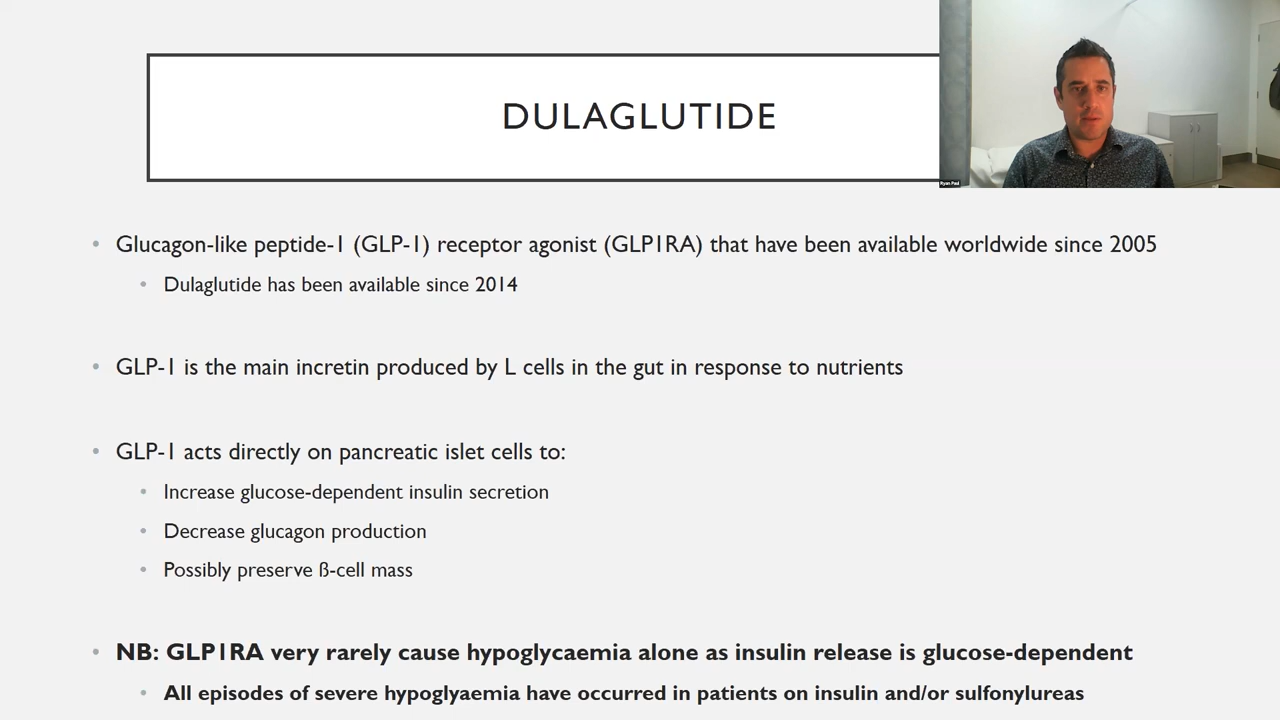 DULAGLUTIDE
Ryan Paul
Glucagon-like peptide-1 (GLP-1) receptor agonist (GLP1RA) that have been available worldwide since 2005
Dulaglutide has been available since 2014
GLP-1 is the main incretin produced by L cells in the gut in response to nutrients
GLP-1 acts directly on pancreatic islet cells to:
Increase glucose-dependent insulin secretion
Decrease glucagon production
Possibly preserve ß-cell mass
NB: GLP1RA very rarely cause hypoglycaemia alone as insulin release is glucose-dependent
All episodes of severe hypoglyaemia have occurred in patients on insulin and/or sulfonylureas